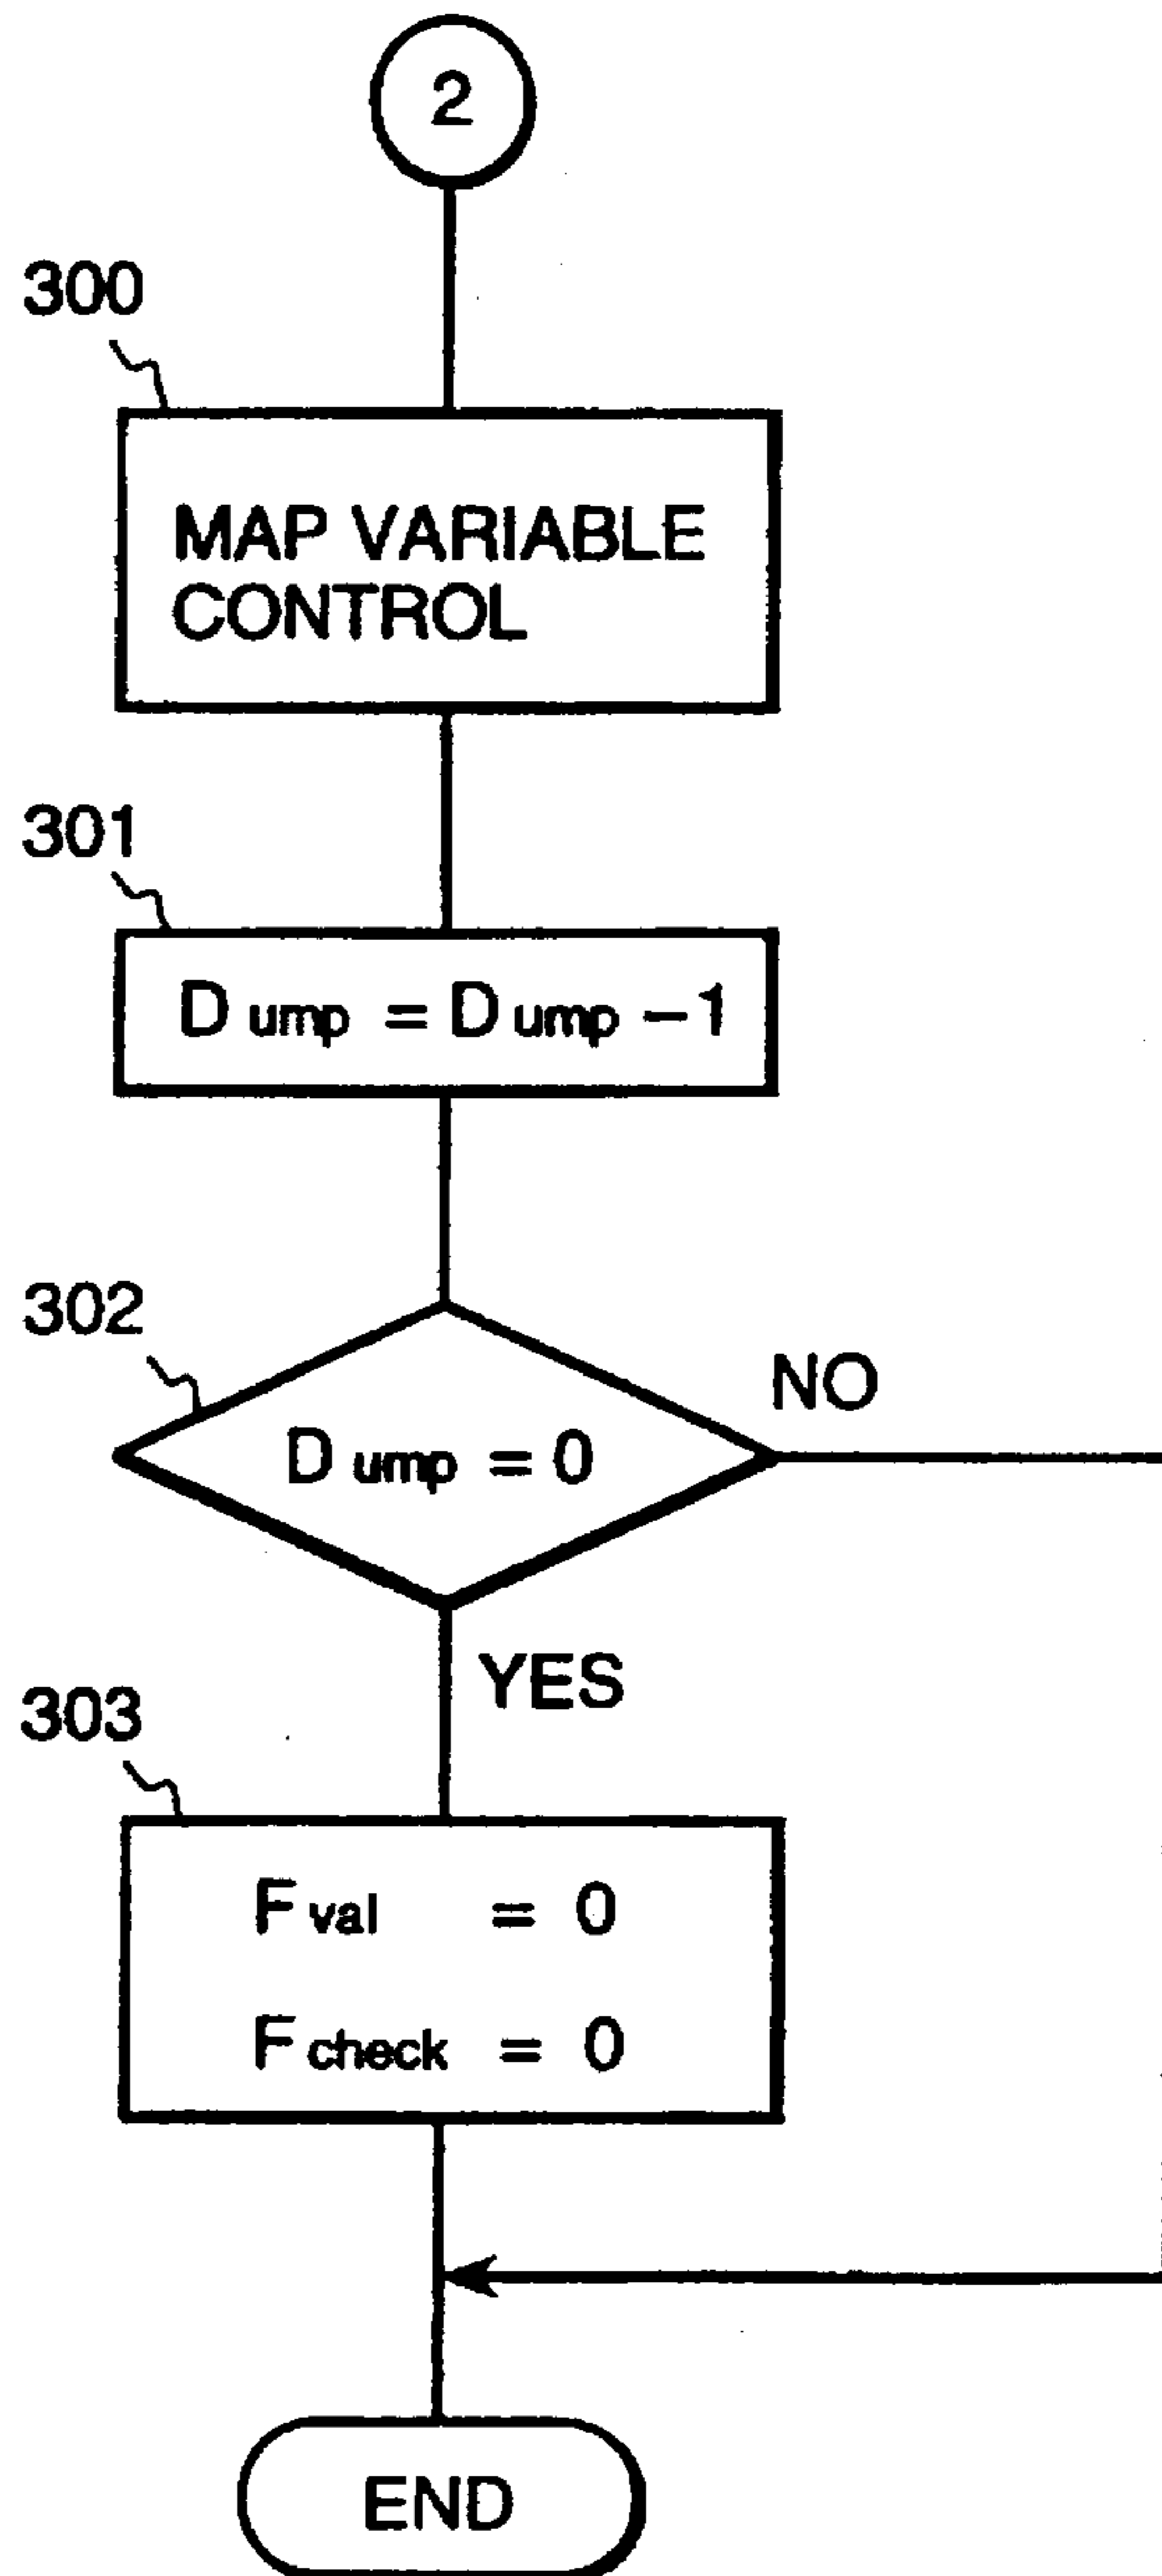 2
300
MAP VARIABLE
CONTROL
301
D ump = D ump – 1
302
NO
D ump = 0
YES
303
F val = 0
F check = 0
END